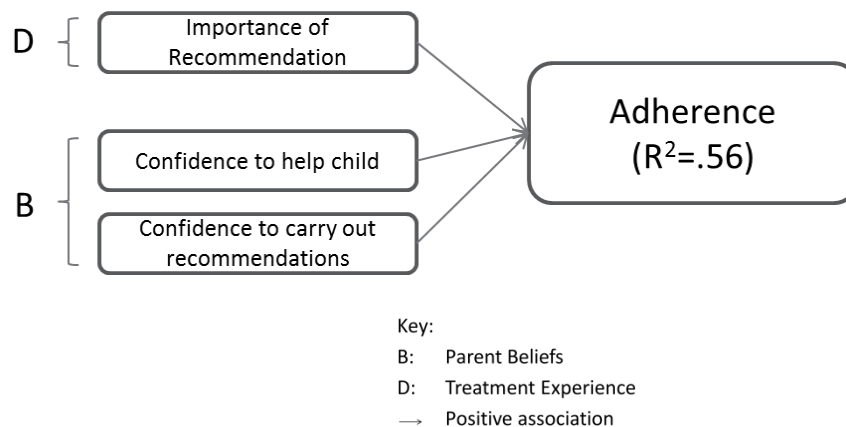 D
Importance of
Recommendation
B
Confidence to help child
Confidence to carry out
recommendations
Adherence
(R²=.56)
Key:
B: Parent Beliefs
D: Treatment Experience
→ Positive association